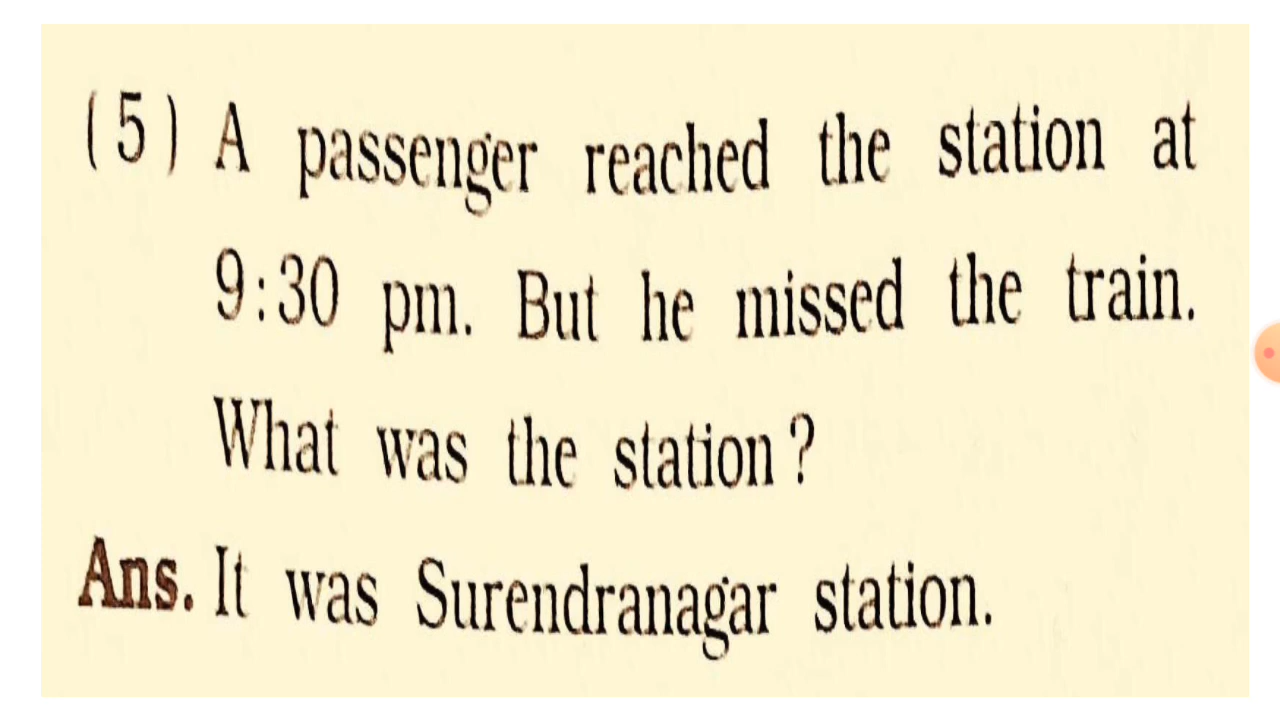 (5) A passenger reached the station at
9:30 pm. But he missed the train.
What was the station?
Ans. It was Surendranagar station.